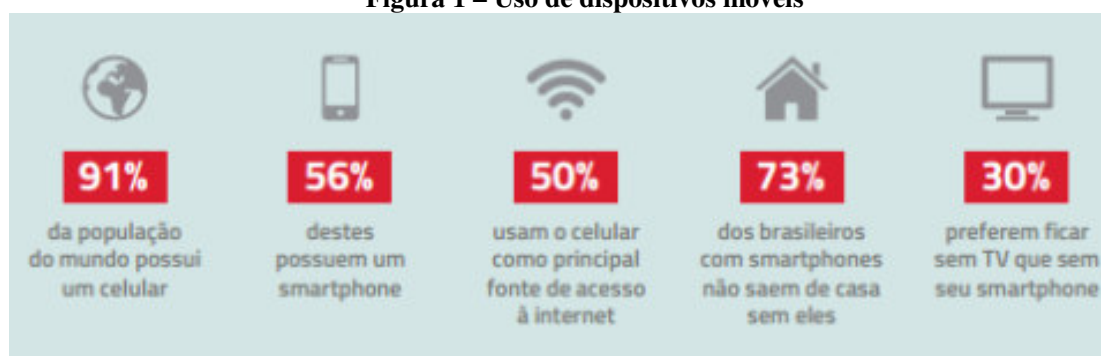 Figura 1 – Uso de dispositivos móveis
91%
da população
do mundo possui
um celular
56%
destes
possuem um
smartphone
50%
usam o celular
como principal
fonte de acesso
à internet
73%
dos brasileiros
com smartphones
não saem de casa
sem eles
30%
preferem ficar
sem TV que sem
seu smartphone